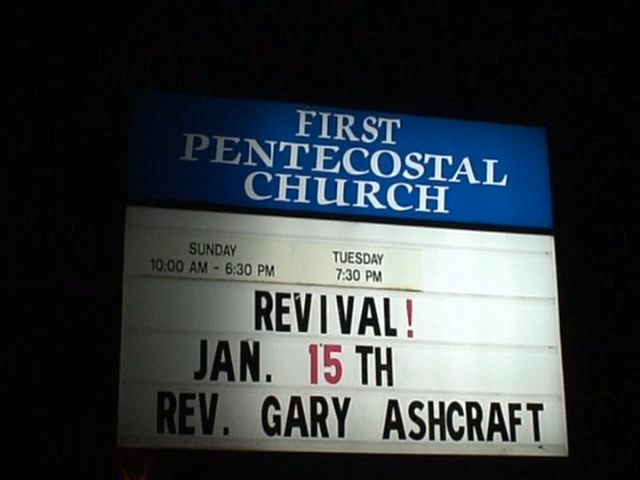 FIRST
PENTECOSTAL
CHURCH
SUNDAY TUESDAY
10:00 AM - 6:30 PM 7:30 PM
REVIVAL!
JAN. 15 TH
REV. GARY ASHCRAFT